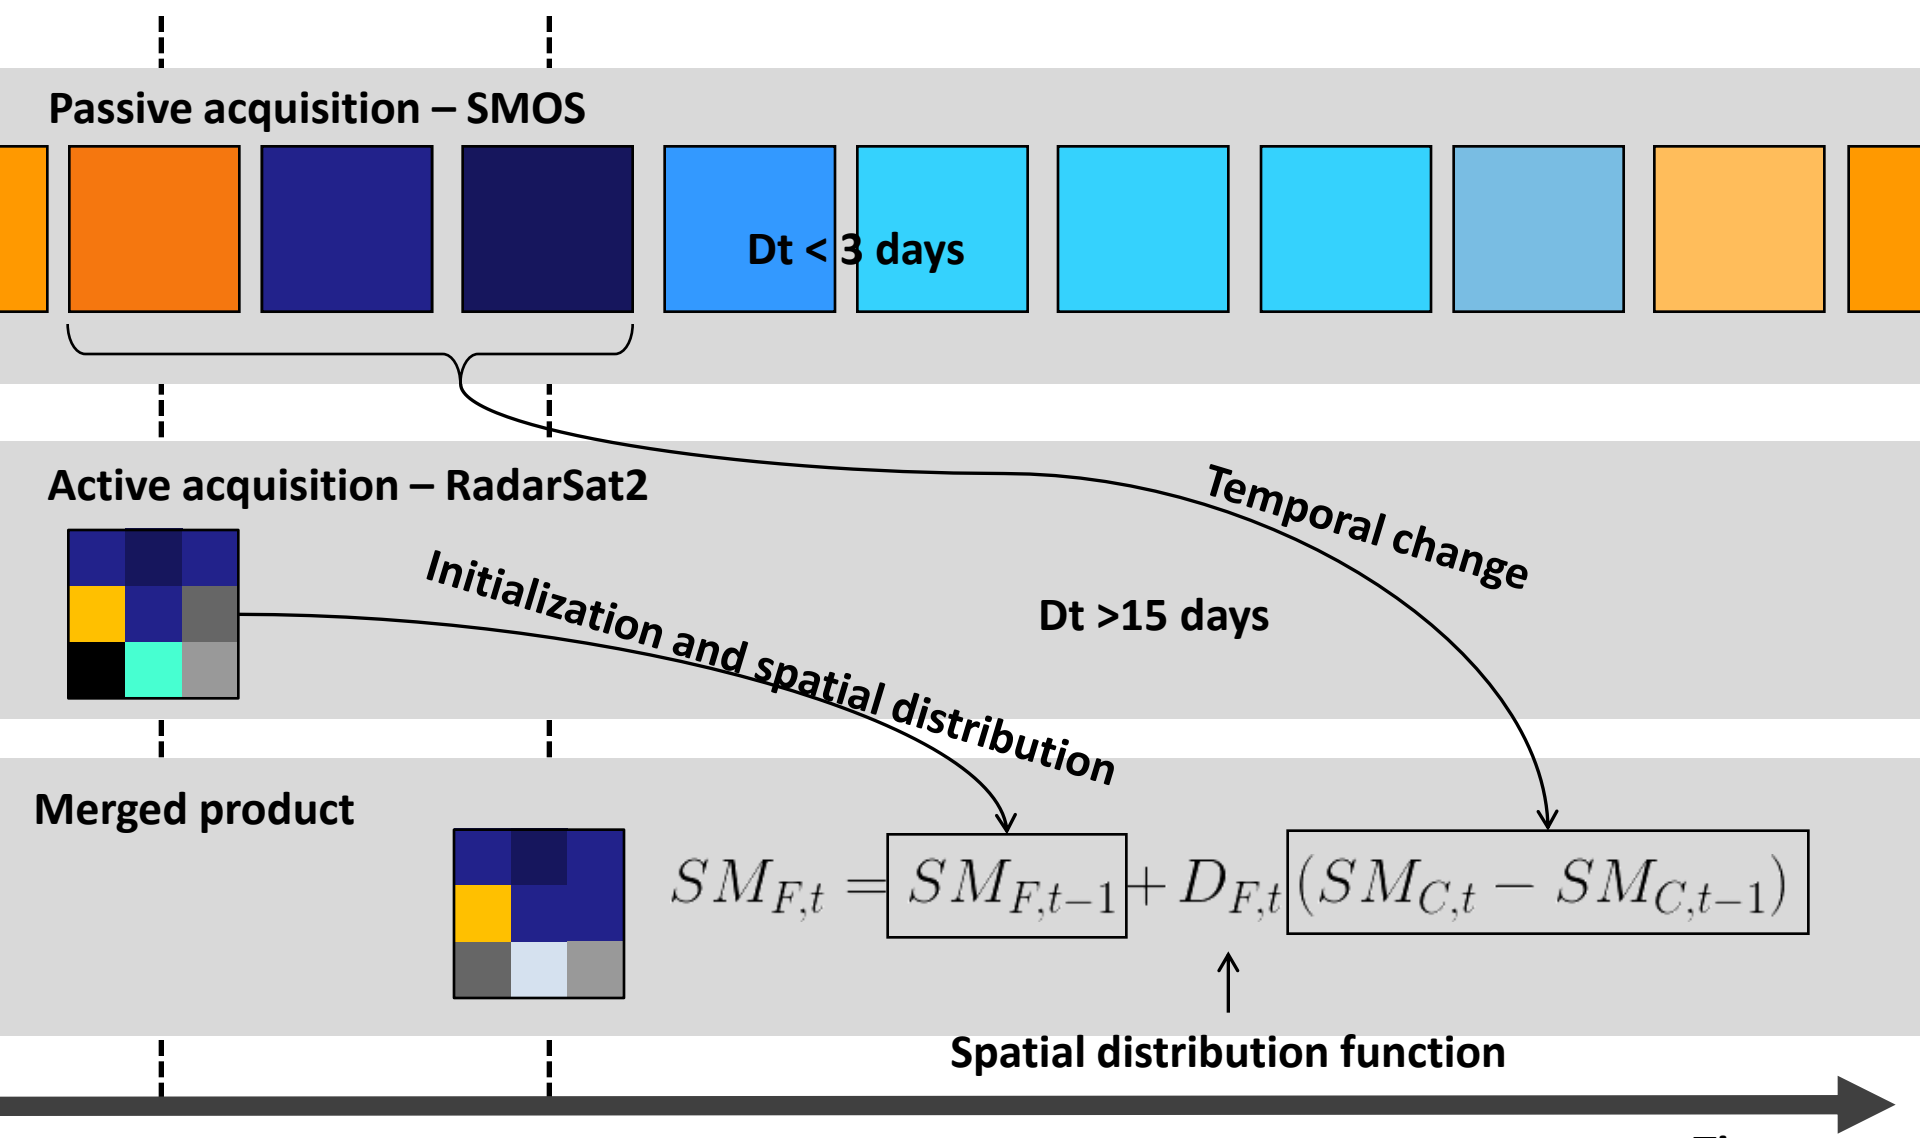 Passive acquisition – SMOS
Dt < 3 days
Active acquisition – RadarSat2
Temporal change
Initialization and spatial distribution
Dt >15 days
Merged product
$SM_{F,t} = SM_{F,t-1} + D_{F,t}(SM_{C,t} - SM_{C,t-1})$
Spatial distribution function